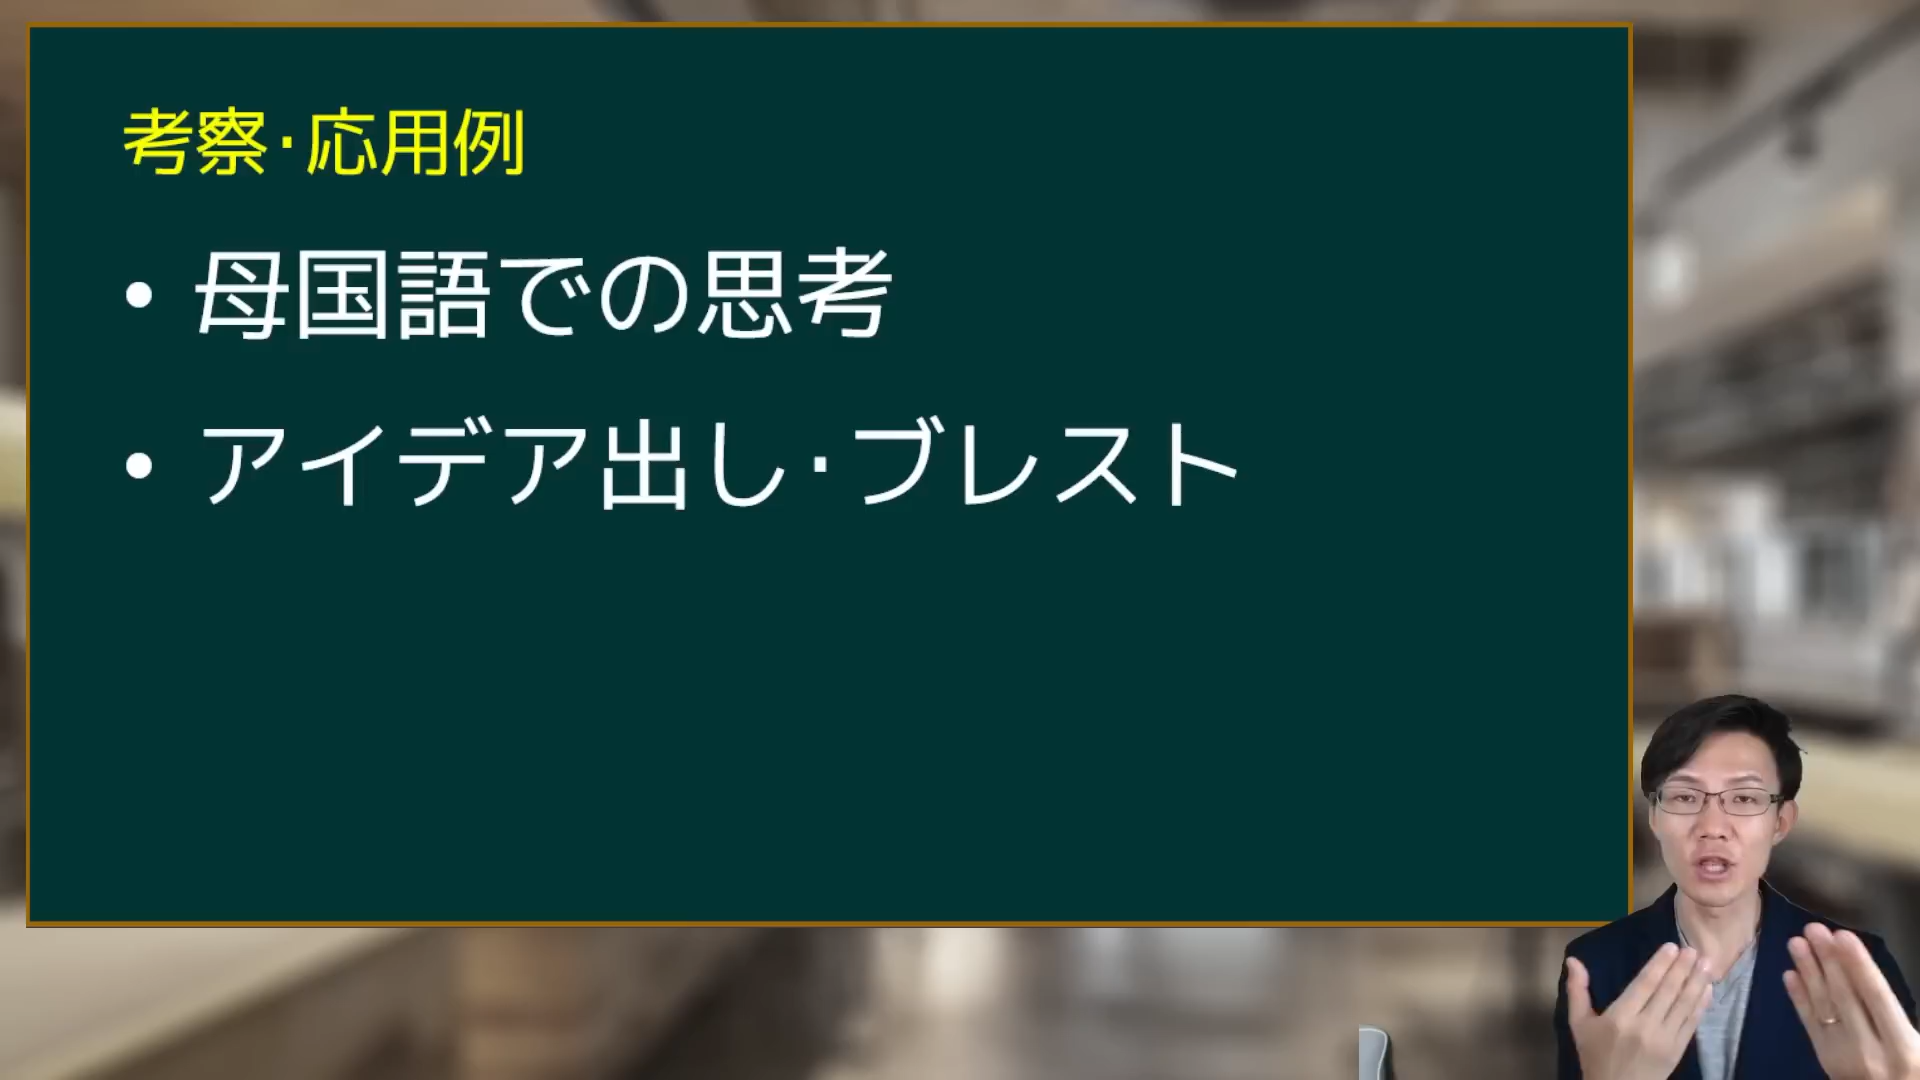 考察・応用例
• 母国語での思考
• アイデア出し・ブレスト